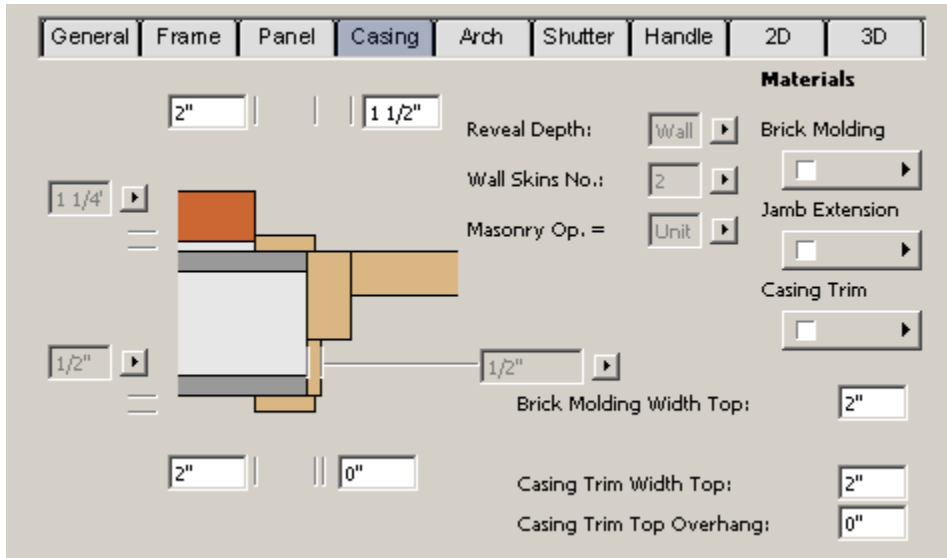 General Frame Panel Casing Arch Shutter Handle 2D 3D
Materials
2" 1 1/2"
Reveal Depth: Wall Brick Molding
1 1/4' Wall Skins No.: 2
Jamb Extension
Masonry Op. = Unit
Casing Trim
1/2" 1/2"
Brick Molding Width Top: 2"
2" 0" Casing Trim Width Top: 2"
Casing Trim Top Overhang: 0"